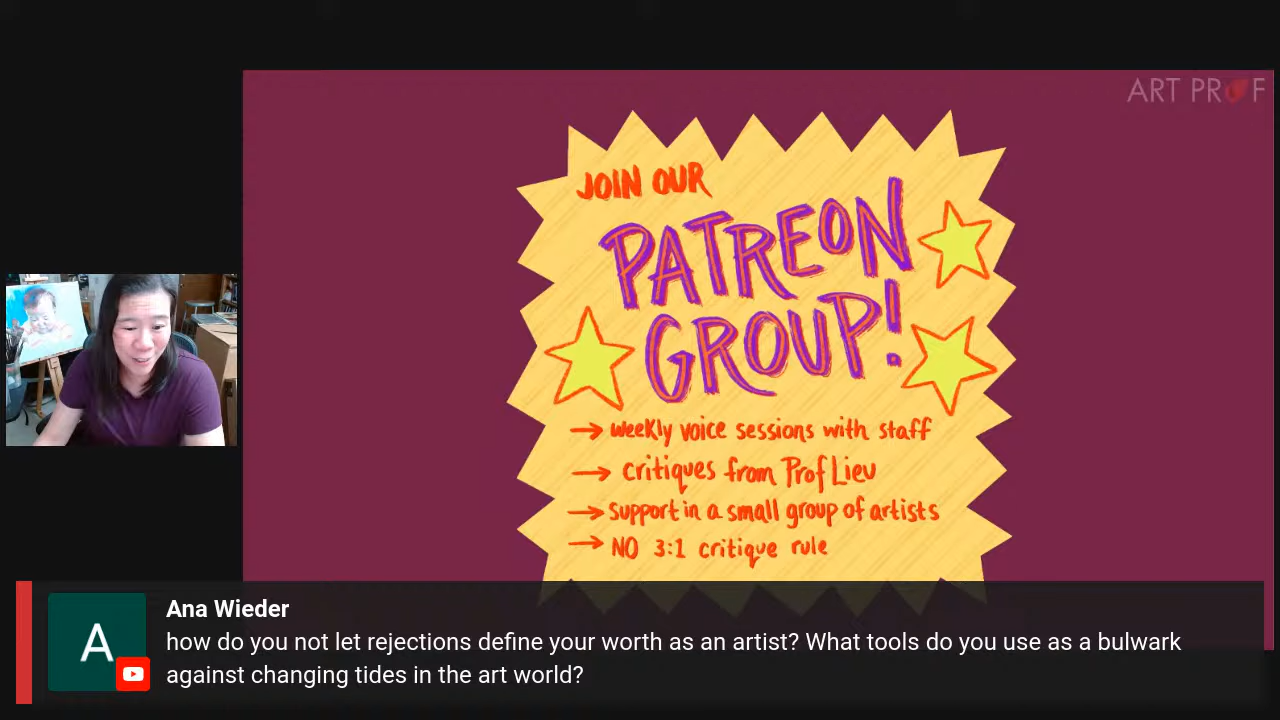 ART PROF
JOIN OUR
PATREON
GROUP!
→ weekly voice sessions with staff
→ critiques from Prof Lieu
→ support in a small group of artists
→ NO 3:1 critique rule
A
Ana Wieder
how do you not let rejections define your worth as an artist? What tools do you use as a bulwark
against changing tides in the art world?